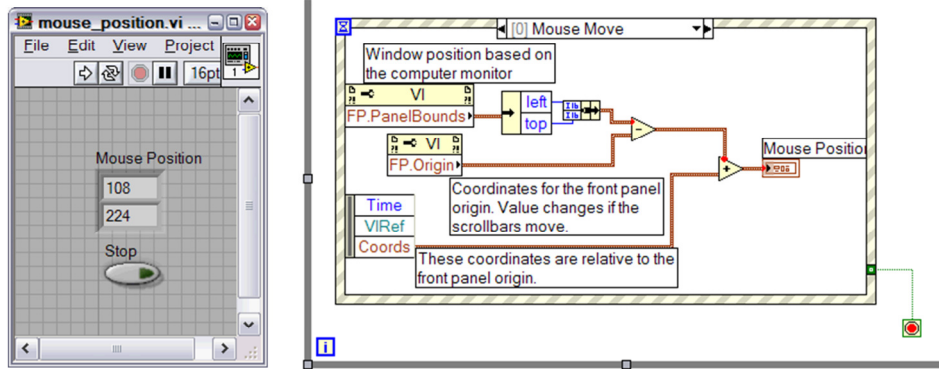 mouse_position.vi ...
File Edit View Project
16pt
1
Mouse Position
108
224
Stop
[0] Mouse Move
Window position based on
the computer monitor
VI
FP.PanelBounds
left
top
VI
FP.Origin
Mouse Position
Time
VIRef
Coords
Coordinates for the front panel
origin. Value changes if the
scrollbars move.
These coordinates are relative to the
front panel origin.
i